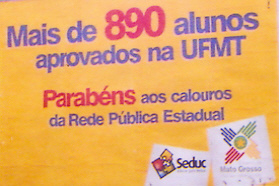 Mais de 890 alunos
aprovados na UFMT
Parabéns aos calouros
da Rede Pública Estadual
Seduc
Mato Grosso